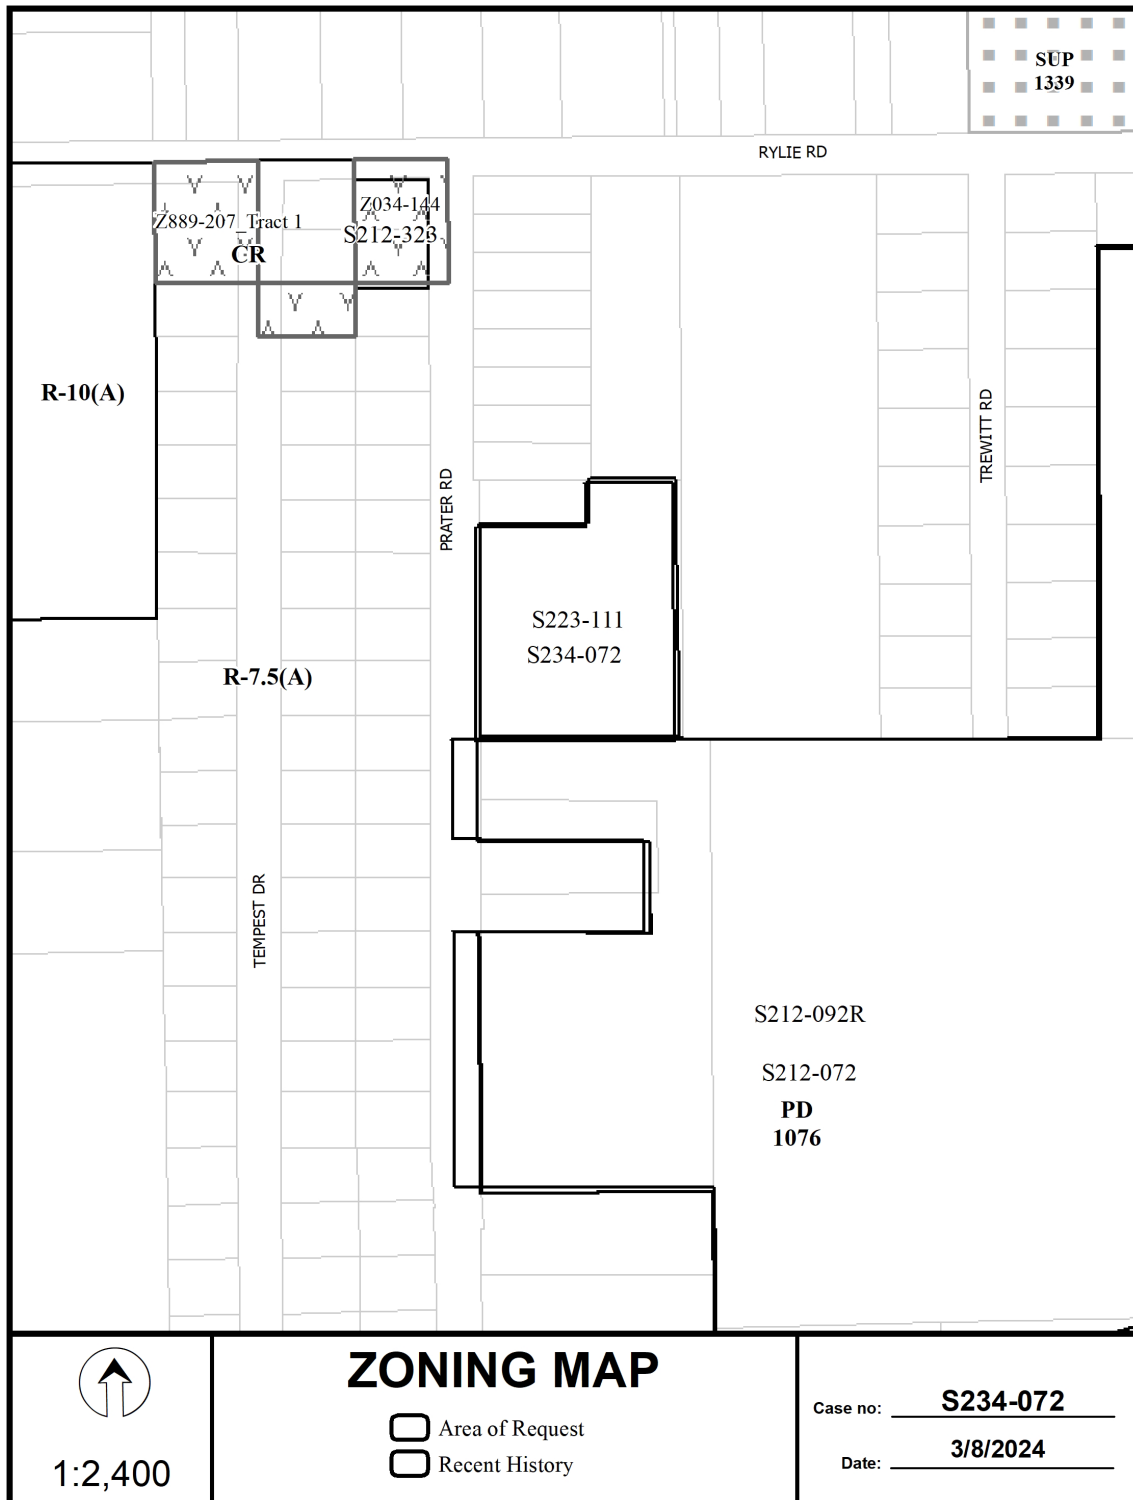 SUP
1339
RYLIE RD
Z889-207_Tract 1
CR
Z034-144
S212-323
R-10(A)
TREWITT RD
PRATER RD
S223-111
S234-072
R-7.5(A)
TEMPEST DR
S212-092R
S212-072
PD
1076
1:2,400
ZONING MAP
Area of Request
Recent History
Case no: S234-072
Date: 3/8/2024